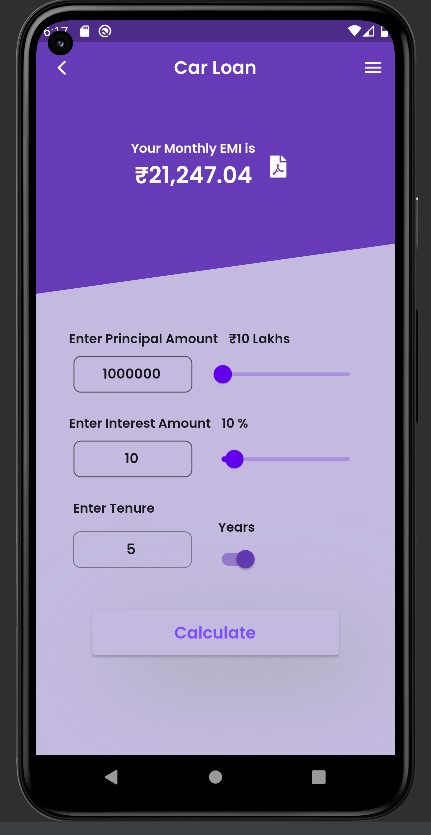 6:17
Car Loan
Your Monthly EMI is
₹21,247.04
Enter Principal Amount ₹10 Lakhs
1000000
Enter Interest Amount 10 %
10
Enter Tenure
Years
5
Calculate